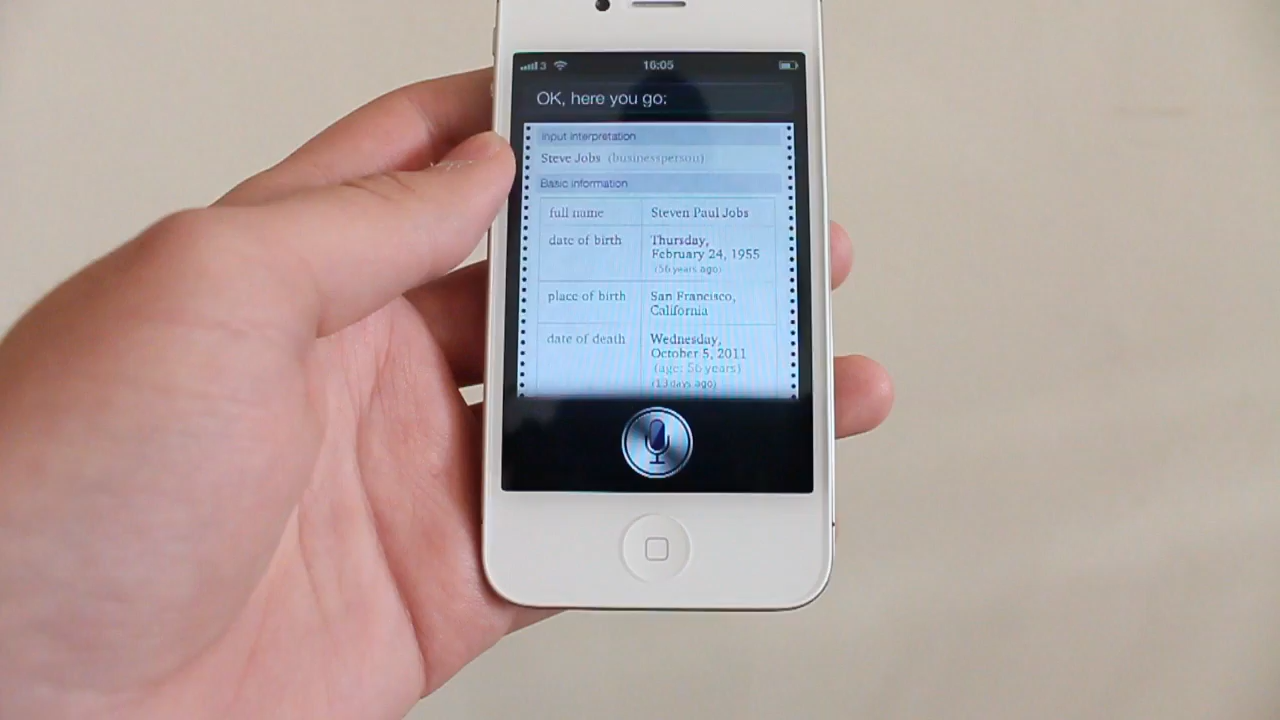 3 16:05
OK, here you go:
Input interpretation
Steve Jobs (businessperson)
Basic information
full name Steven Paul Jobs
date of birth Thursday,
February 24, 1955
(56 years ago)
place of birth San Francisco,
California
date of death Wednesday,
October 5, 2011
(age: 56 years)
(13 days ago)